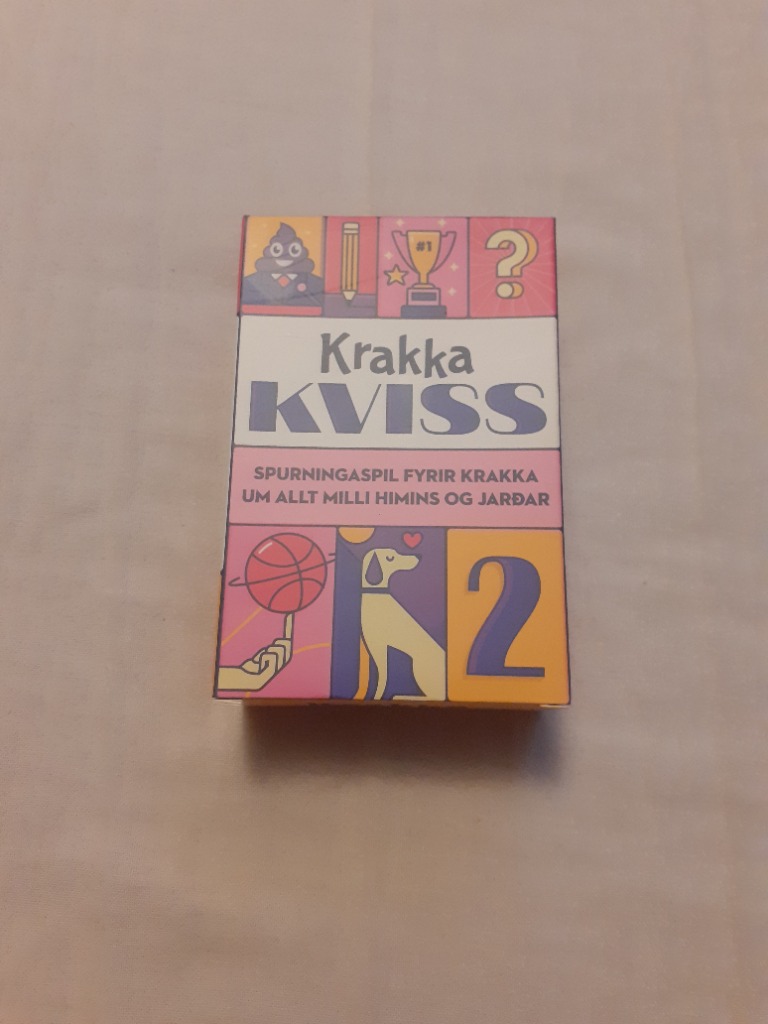 #1
?
Krakka
KVISS
SPURNINGASPIL FYRIR KRAKKA
UM ALLT MILLI HIMINS OG JARÐAR
2